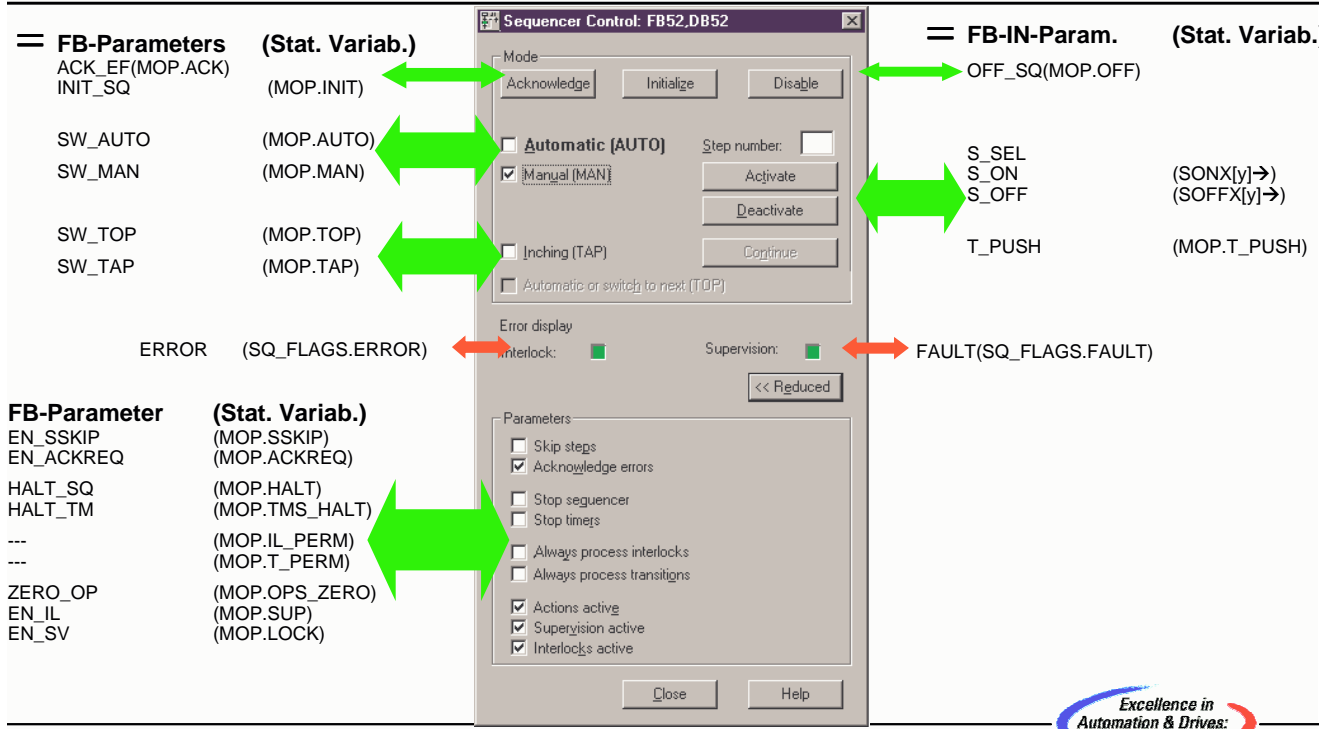 = FB-Parameters (Stat. Variab.)
ACK_EF(MOP.ACK)
INIT_SQ (MOP.INIT)
SW_AUTO (MOP.AUTO)
SW_MAN (MOP.MAN)
SW_TOP (MOP.TOP)
SW_TAP (MOP.TAP)
ERROR (SQ_FLAGS.ERROR)
FB-Parameter (Stat. Variab.)
EN_SSKIP (MOP.SSKIP)
EN_ACKREQ (MOP.ACKREQ)
HALT_SQ (MOP.HALT)
HALT_TM (MOP.TMS_HALT)
--- (MOP.IL_PERM)
--- (MOP.T_PERM)
ZERO_OP (MOP.OPS_ZERO)
EN_IL (MOP.SUP)
EN_SV (MOP.LOCK)
Sequencer Control: FB52,DB52
Mode
Acknowledge Initialize Disable
Automatic (AUTO) Step number:
Manual (MAN) Activate
Deactivate
Inching (TAP) Continue
Automatic or switch to next (TOP)
Error display
Interlock: Supervision:
<< Reduced
Parameters
Skip steps
Acknowledge errors
Stop sequencer
Stop timers
Always process interlocks
Always process transitions
Actions active
Supervision active
Interlocks active
Close Help
= FB-IN-Param. (Stat. Variab.)
OFF_SQ(MOP.OFF)
S_SEL
S_ON (SONX[y]→)
S_OFF (SOFFX[y]→)
T_PUSH (MOP.T_PUSH)
FAULT(SQ_FLAGS.FAULT)
Excellence in
Automation & Drives: